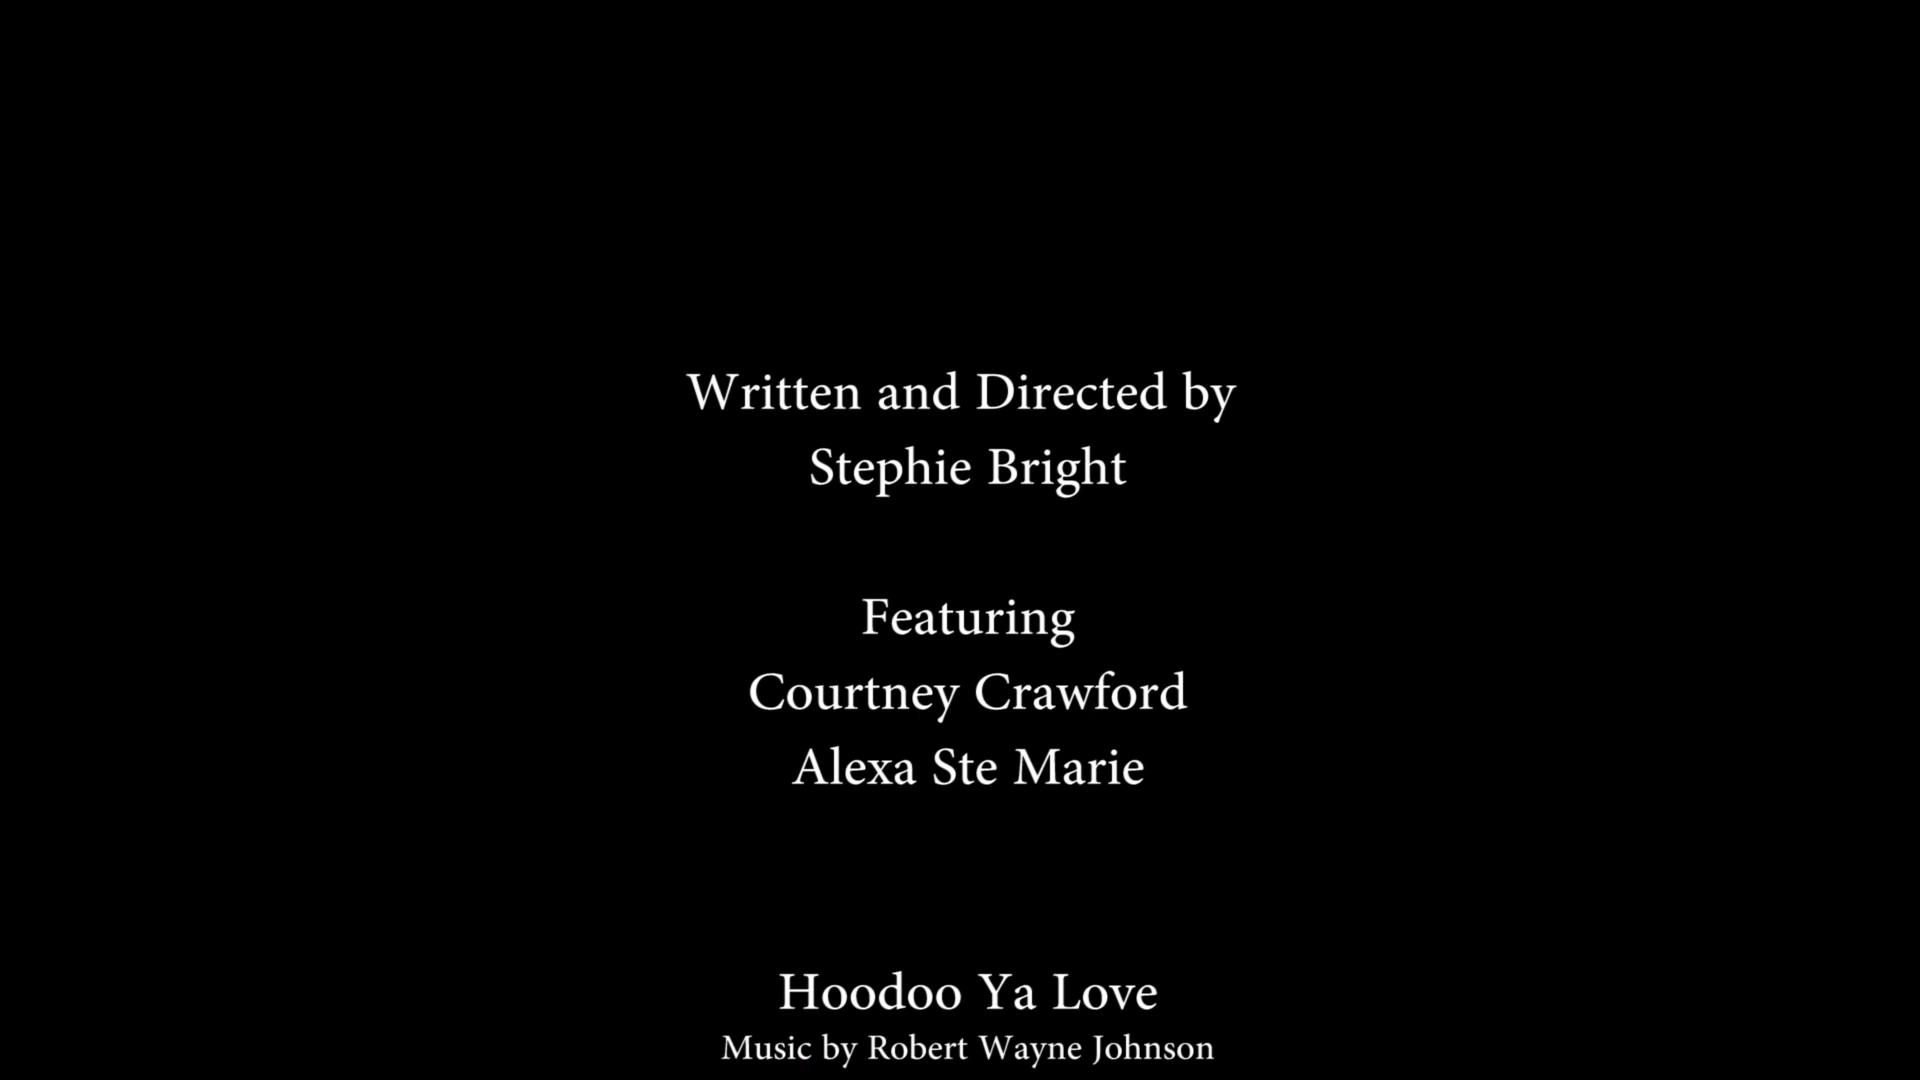 Written and Directed by
Stephie Bright
Featuring
Courtney Crawford
Alexa Ste Marie
Hoodoo Ya Love
Music by Robert Wayne Johnson